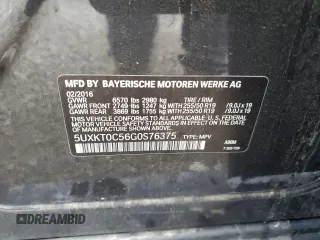 MFD BY BAYERISCHE MOTOREN WERKE AG
02/2016
GVWR 6570 lbs 2980 kg TIRE / RIM
GAWR FRONT 2749 lbs 1247 kg WITH 255/50 R19 /9.0J x 19
GAWR REAR 3869 lbs 1755 kg WITH 255/50 R19 /9.0J x 19
THIS VEHICLE CONFORMS TO ALL APPLICABLE
U.S. FEDERAL MOTOR VEHICLE SAFETY
STANDARDS IN EFFECT ON THE DATE OF
MANUFACTURE SHOWN ABOVE.
5UXKT0C56G0S76375 TYPE: MPV
DREAMBID
DREAMBID